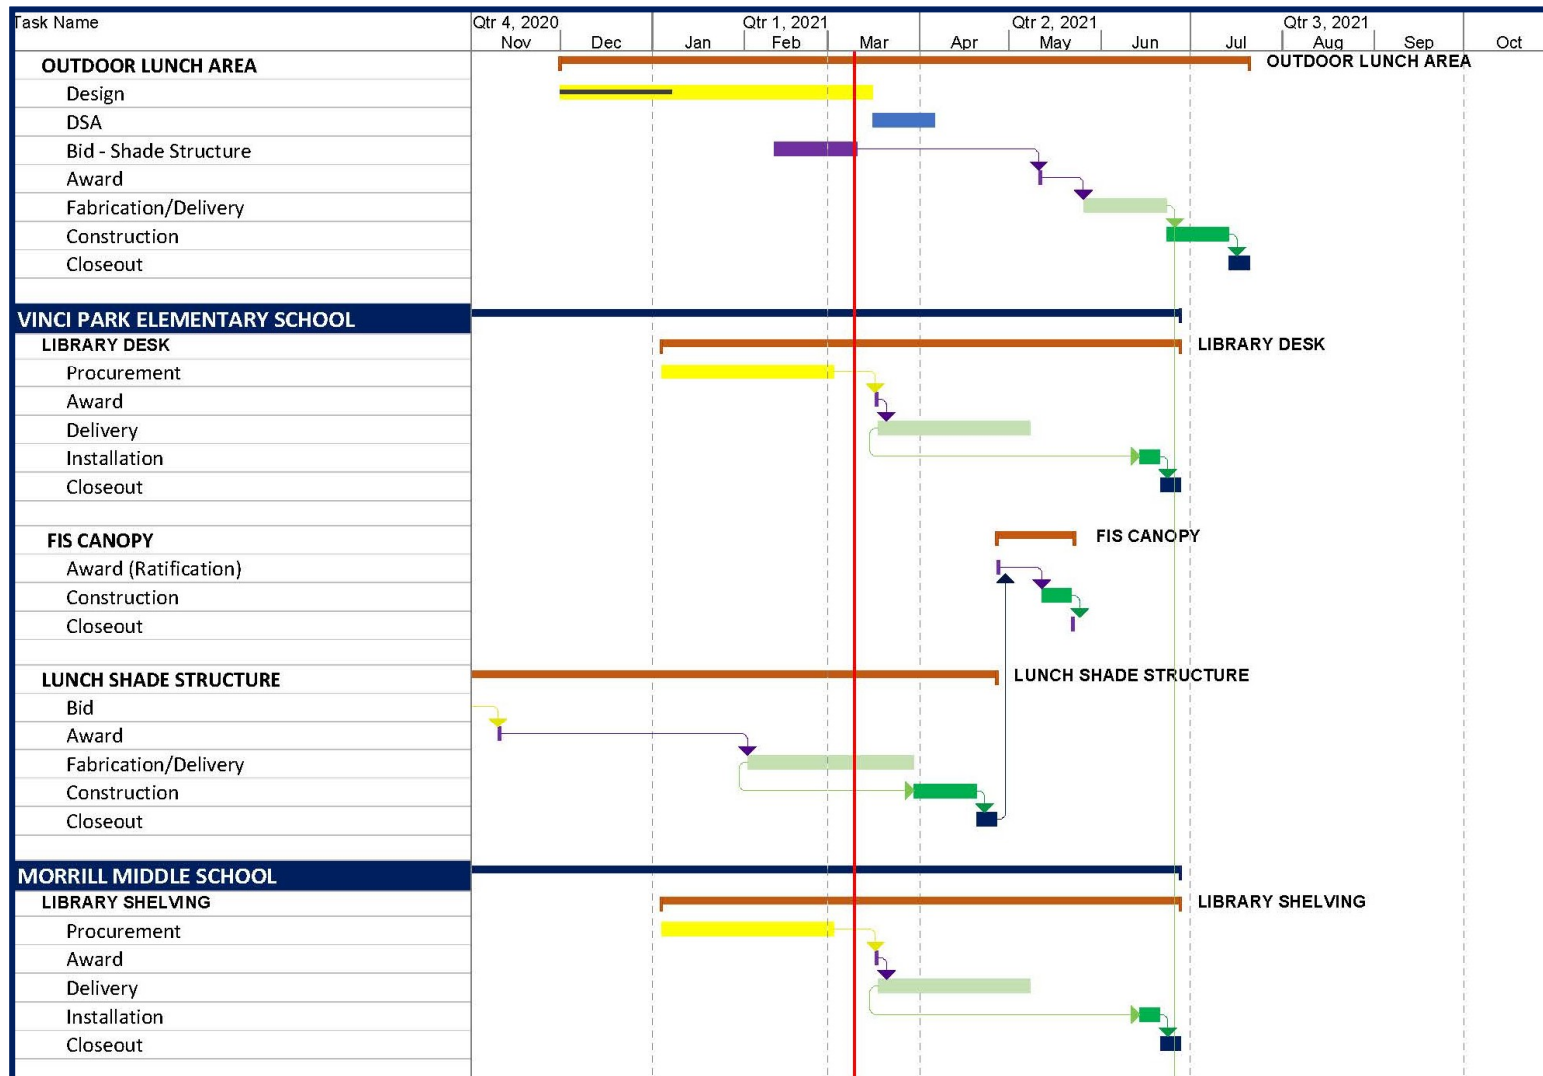 Task Name Qtr 4, 2020 Qtr 1, 2021 Qtr 2, 2021 Qtr 3, 2021
Nov Dec Jan Feb Mar Apr May Jun Jul Aug Sep Oct
OUTDOOR LUNCH AREA OUTDOOR LUNCH AREA
Design
DSA
Bid - Shade Structure
Award
Fabrication/Delivery
Construction
Closeout
VINCI PARK ELEMENTARY SCHOOL
LIBRARY DESK LIBRARY DESK
Procurement
Award
Delivery
Installation
Closeout
FIS CANOPY FIS CANOPY
Award (Ratification)
Construction
Closeout
LUNCH SHADE STRUCTURE LUNCH SHADE STRUCTURE
Bid
Award
Fabrication/Delivery
Construction
Closeout
MORRILL MIDDLE SCHOOL
LIBRARY SHELVING LIBRARY SHELVING
Procurement
Award
Delivery
Installation
Closeout